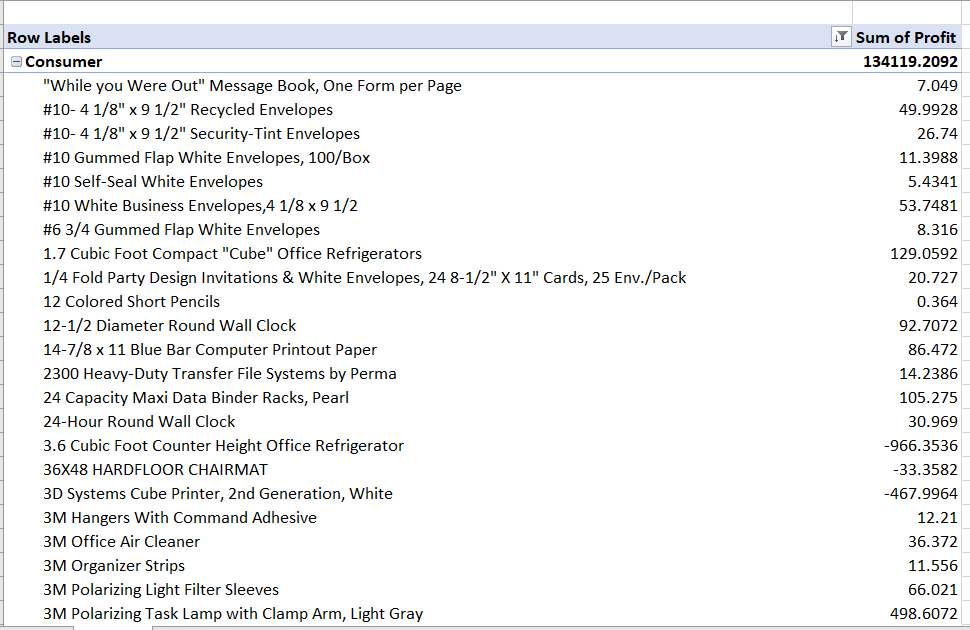 Row Labels Sum of Profit
Consumer 134119.2092
"While you Were Out" Message Book, One Form per Page 7.049
#10- 4 1/8" x 9 1/2" Recycled Envelopes 49.9928
#10- 4 1/8" x 9 1/2" Security-Tint Envelopes 26.74
#10 Gummed Flap White Envelopes, 100/Box 11.3988
#10 Self-Seal White Envelopes 5.4341
#10 White Business Envelopes,4 1/8 x 9 1/2 53.7481
#6 3/4 Gummed Flap White Envelopes 8.316
1.7 Cubic Foot Compact "Cube" Office Refrigerators 129.0592
1/4 Fold Party Design Invitations & White Envelopes, 24 8-1/2" X 11" Cards, 25 Env./Pack 20.727
12 Colored Short Pencils 0.364
12-1/2 Diameter Round Wall Clock 92.7072
14-7/8 x 11 Blue Bar Computer Printout Paper 86.472
2300 Heavy-Duty Transfer File Systems by Perma 14.2386
24 Capacity Maxi Data Binder Racks, Pearl 105.275
24-Hour Round Wall Clock 30.969
3.6 Cubic Foot Counter Height Office Refrigerator -966.3536
36X48 HARDFLOOR CHAIRMAT -33.3582
3D Systems Cube Printer, 2nd Generation, White -467.9964
3M Hangers With Command Adhesive 12.21
3M Office Air Cleaner 36.372
3M Organizer Strips 11.556
3M Polarizing Light Filter Sleeves 66.021
3M Polarizing Task Lamp with Clamp Arm, Light Gray 498.6072